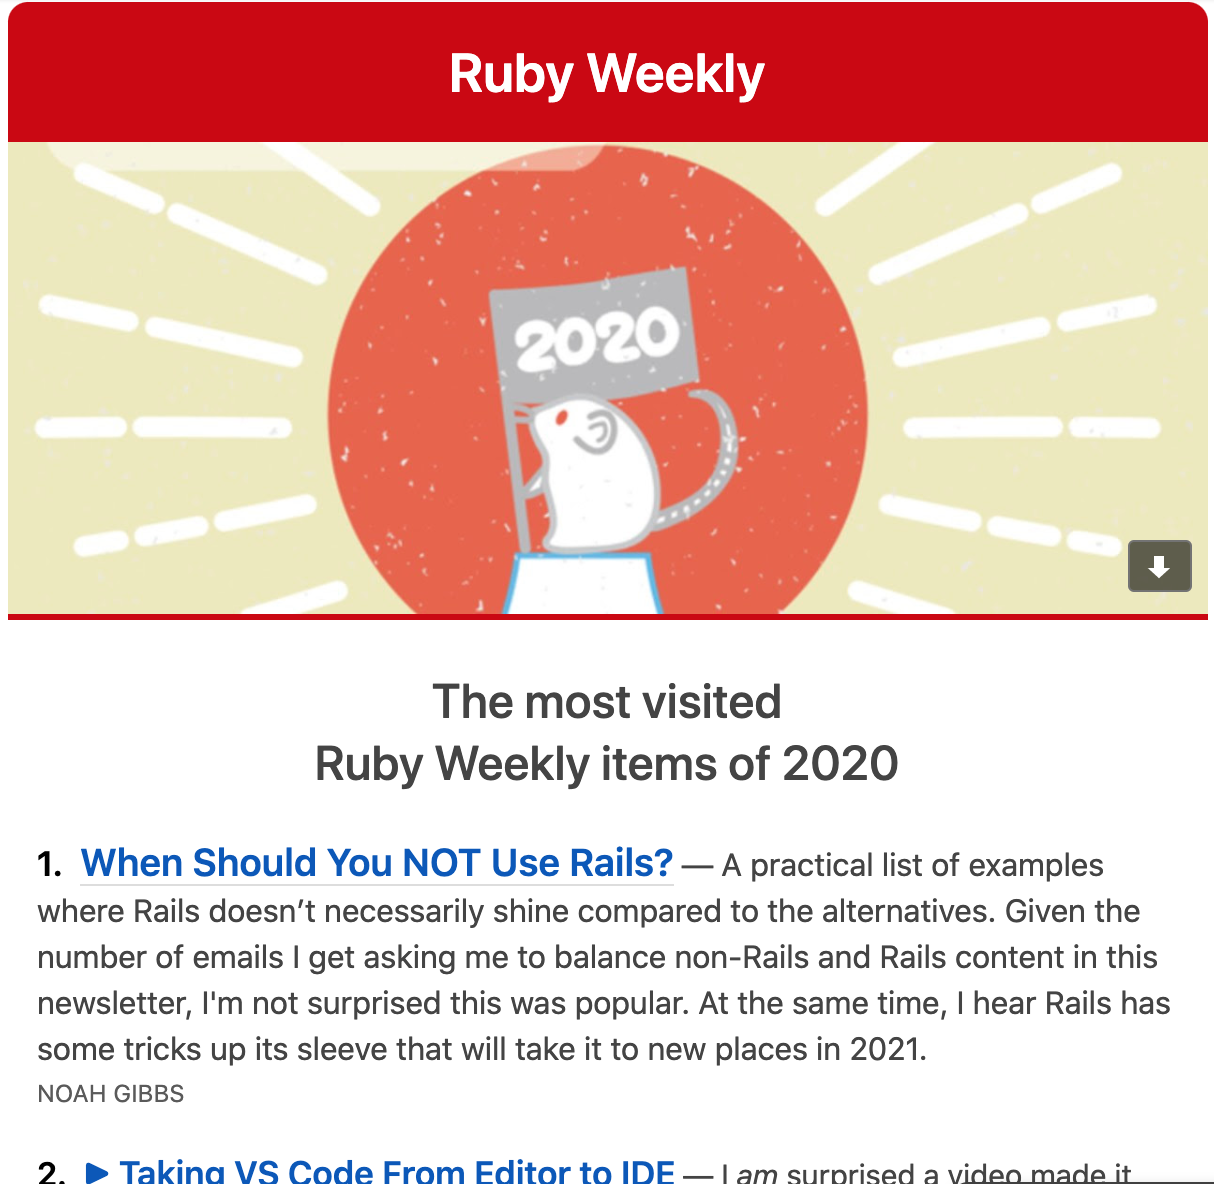 Ruby Weekly
2020
The most visited
Ruby Weekly items of 2020
1. When Should You NOT Use Rails? — A practical list of examples
where Rails doesn’t necessarily shine compared to the alternatives. Given the
number of emails I get asking me to balance non-Rails and Rails content in this
newsletter, I'm not surprised this was popular. At the same time, I hear Rails has
some tricks up its sleeve that will take it to new places in 2021.
NOAH GIBBS
2. ▶ Taking VS Code From Editor to IDE — I am surprised a video made it